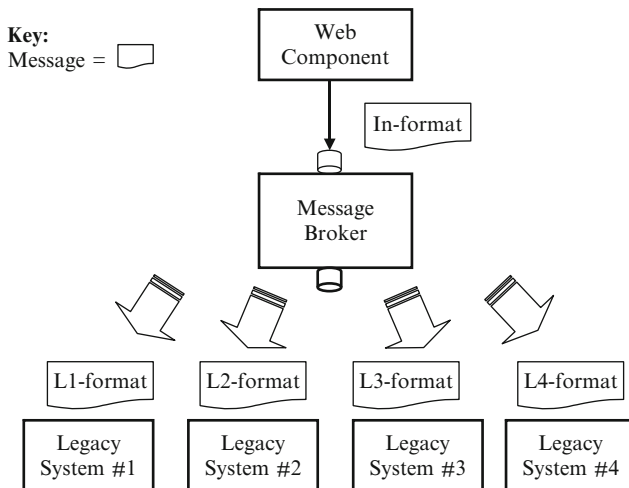 Key:
Message =
Web
Component
In-format
Message
Broker
L1-format
L2-format
L3-format
L4-format
Legacy
System #1
Legacy
System #2
Legacy
System #3
Legacy
System #4